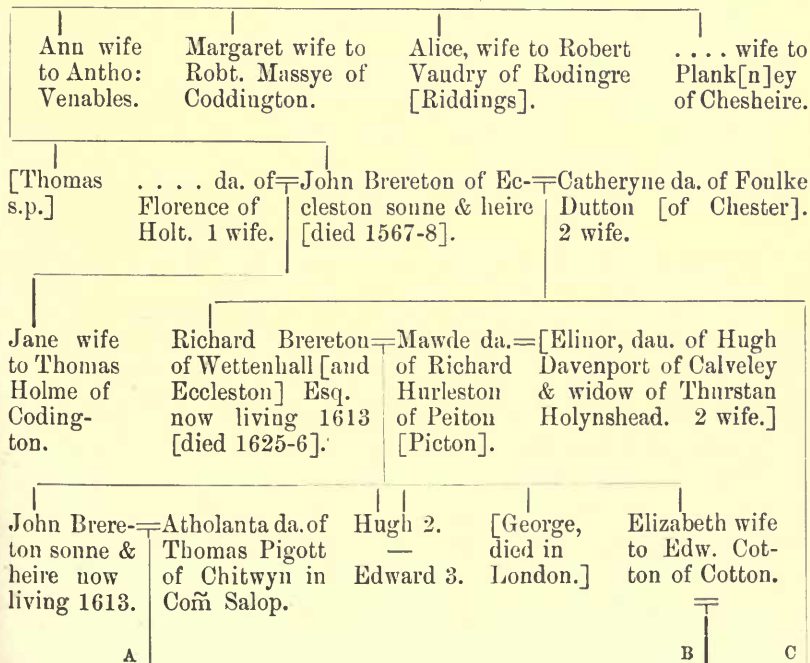 Ann wife
to Antho:
Venables.
Margaret wife to
Robt. Massye of
Coddington.
Alice, wife to Robert
Vaudry of Rodingre
[Riddings].
. . . . wife to
Plank[n]ey
of Chesheire.
[Thomas
s.p.]
. . . . da. of
Florence of
Holt. 1 wife.
John Brereton of Ec-
cleston sonne & heire
[died 1567-8].
Catheryne da. of Foulke
Dutton [of Chester].
2 wife.
Jane wife
to Thomas
Holme of
Coding-
ton.
Richard Brereton
of Wettenhall [and
Eccleston] Esq.
now living 1613
[died 1625-6].
Mawde da.
of Richard
Hurleston
of Peiton
[Picton].
[Elinor, dau. of Hugh
Davenport of Calveley
& widow of Thurstan
Holynshead. 2 wife.]
John Brere-
ton sonne &
heire now
living 1613.
Atholanta da. of
Thomas Pigott
of Chitwyn in
Com̃ Salop.
Hugh 2.
—
Edward 3.
[George,
died in
London.]
Elizabeth wife
to Edw. Cot-
ton of Cotton.
A
B
C